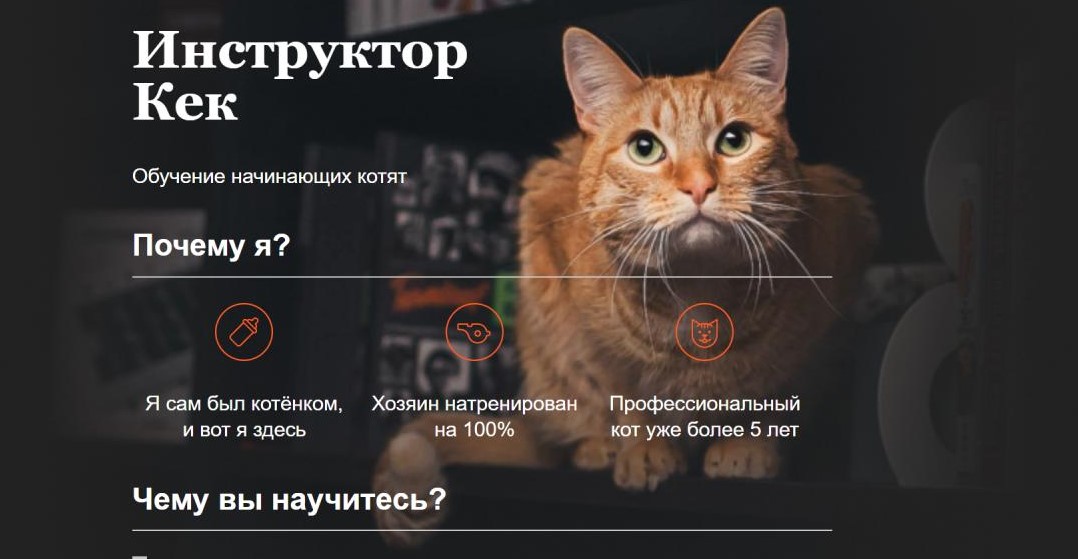 Инструктор
Кек
Обучение начинающих котят
Почему я?
Я сам был котёнком,
и вот я здесь
Хозяин натренирован
на 100%
Профессиональный
кот уже более 5 лет
Чему вы научитесь?